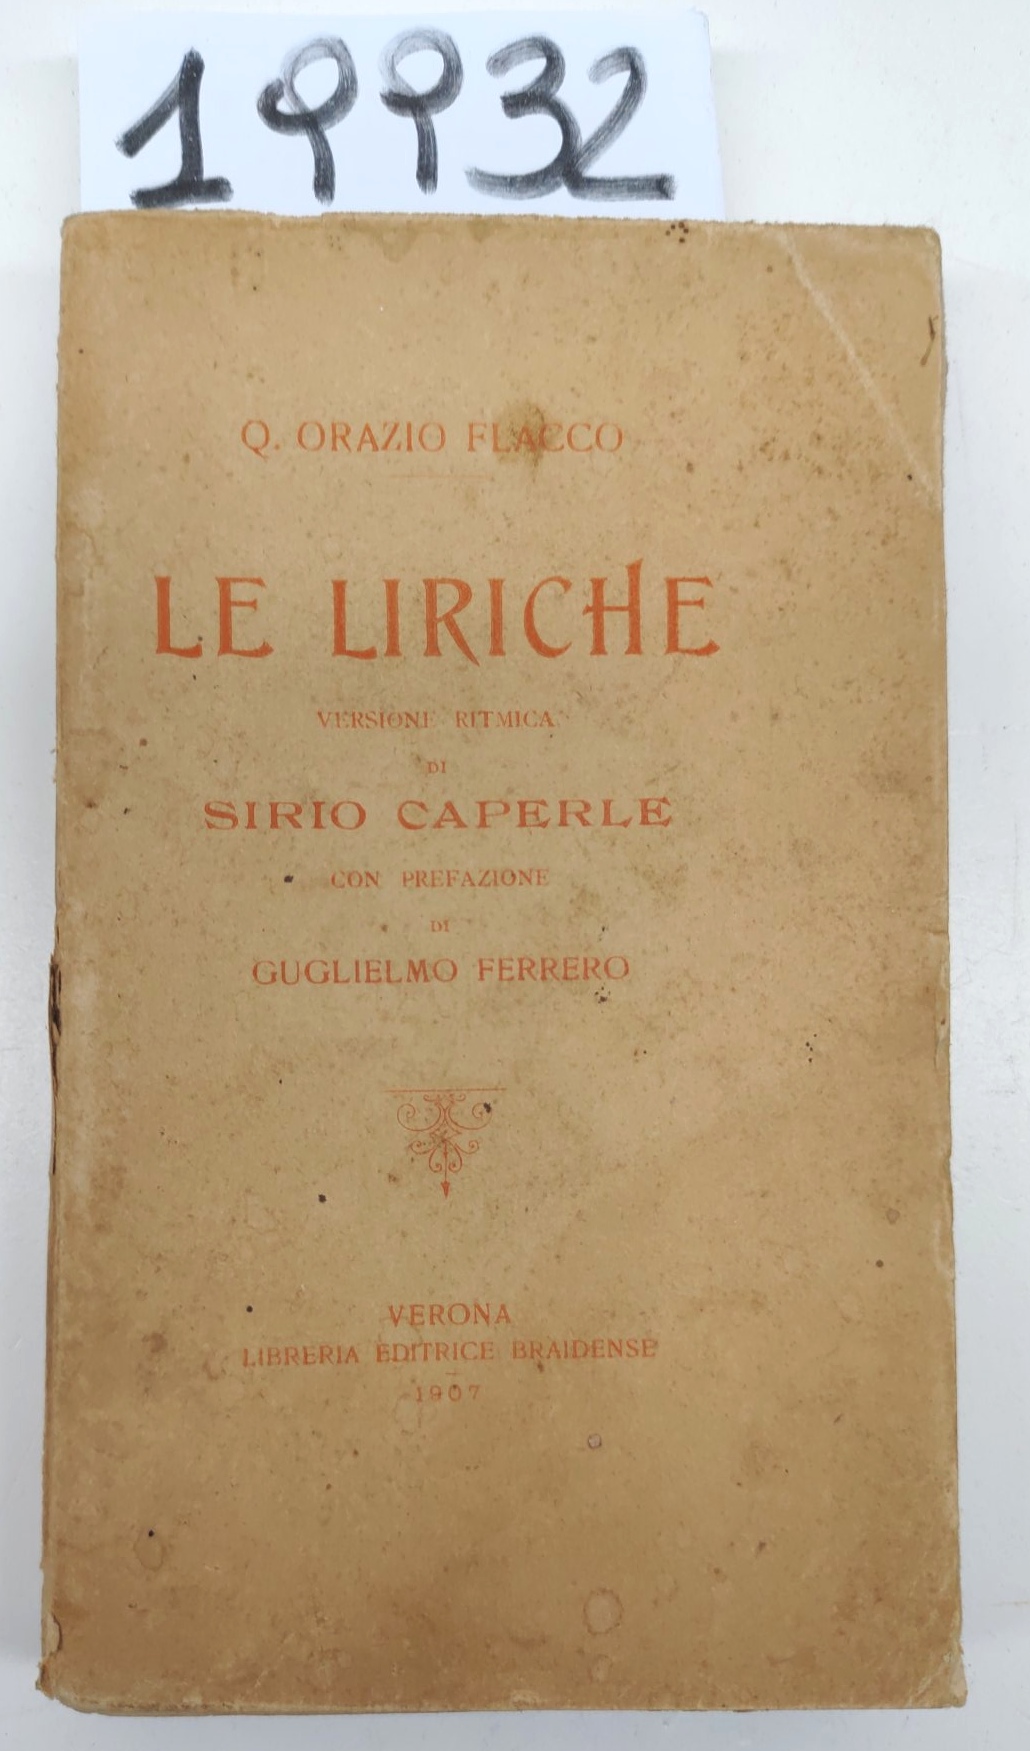 19932
Q. ORAZIO FLACCO
LE LIRICHE
VERSIONE RITMICA
DI
SIRIO CAPERLE
CON PREFAZIONE
DI
GUGLIELMO FERRERO
VERONA
LIBRERIA EDITRICE BRAIDENSE
1907